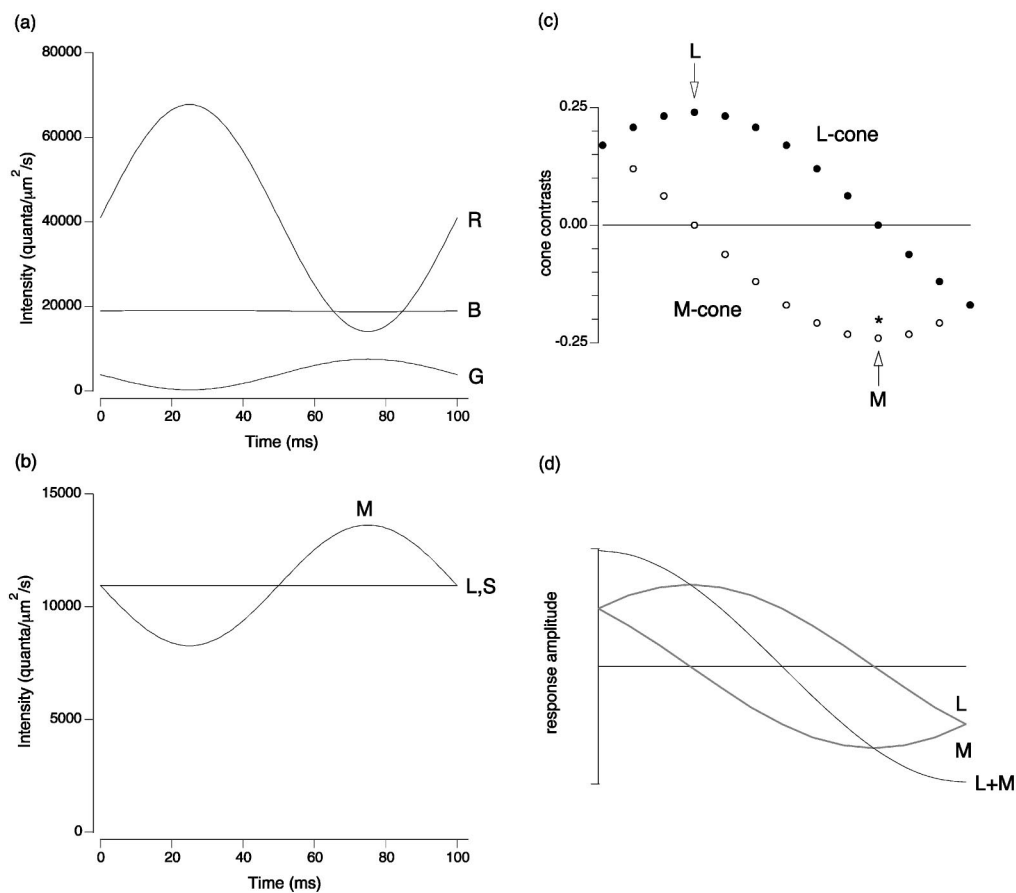 (a)
80000
60000
40000
20000
0
Intensity (quanta/μm²/s)
R
B
G
0 20 40 60 80 100
Time (ms)
(b)
15000
10000
5000
0
Intensity (quanta/μm²/s)
M
L,S
0 20 40 60 80 100
Time (ms)
(c)
L
0.25
0.00
-0.25
cone contrasts
L-cone
M-cone
*
M
(d)
response amplitude
L
M
L+M